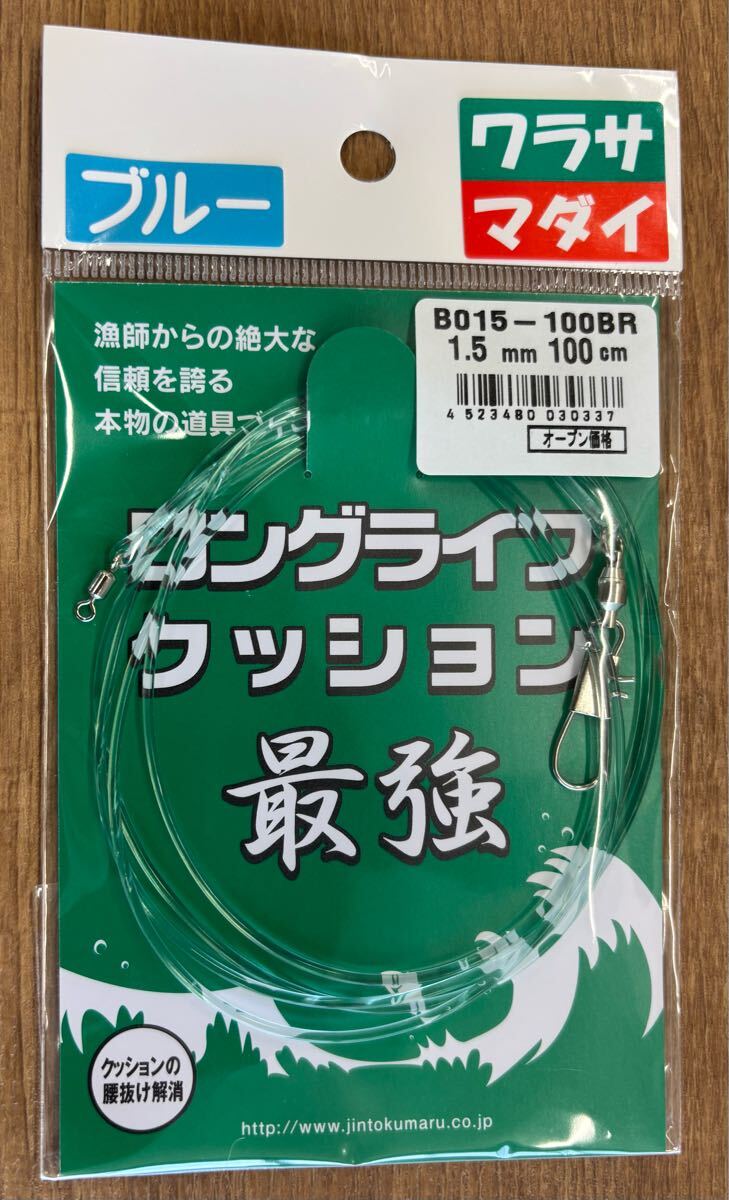 ブルー
ワラサ
マダイ
B015-100BR
1.5 mm 100 cm
4 523480 030337
オープン価格
漁師からの絶大な
信頼を誇る
本物の道具
ロングライフ
クッション
最強
クッションの
腰抜け解消
http://www.jintokumaru.co.jp